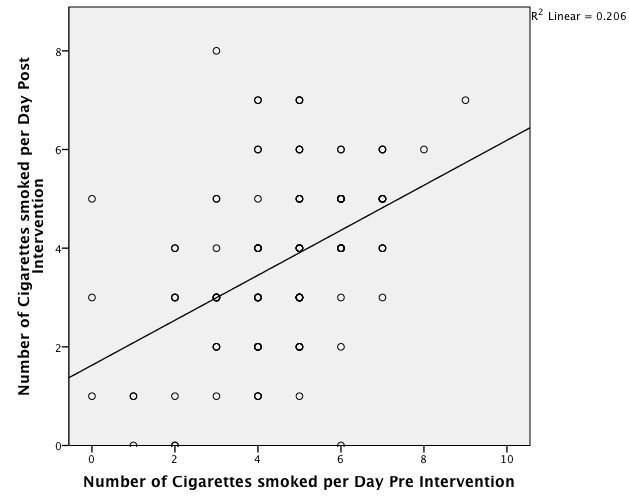 R² Linear = 0.206
Number of Cigarettes smoked per Day Post
Intervention
8
6
4
2
0
0 2 4 6 8 10
Number of Cigarettes smoked per Day Pre Intervention